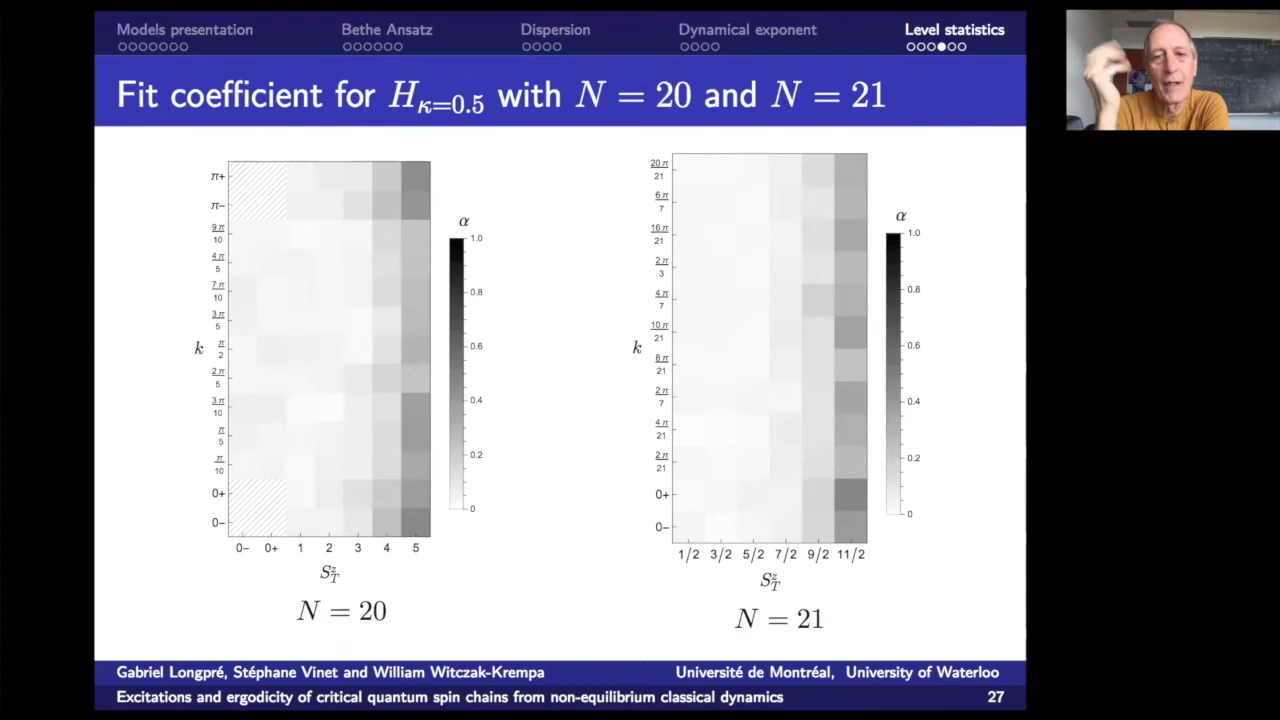 Models presentation Bethe Ansatz Dispersion Dynamical exponent Level statistics
Fit coefficient for H_{κ=0.5} with N = 20 and N = 21
π+
π−
9π/10
4π/5
7π/10
3π/5
k
π/2
2π/5
3π/10
π/5
π/10
0+
0−
0− 0+ 1 2 3 4 5
S_T^z
N = 20
α
1.0
0.8
0.6
0.4
0.2
0
20π/21
6π/7
16π/21
2π/3
4π/7
10π/21
k
8π/21
2π/7
4π/21
2π/21
0+
0−
1/2 3/2 5/2 7/2 9/2 11/2
S_T^z
N = 21
α
1.0
0.8
0.6
0.4
0.2
0
Gabriel Longpré, Stéphane Vinet and William Witczak-Krempa Université de Montréal, University of Waterloo
Excitations and ergodicity of critical quantum spin chains from non-equilibrium classical dynamics 27